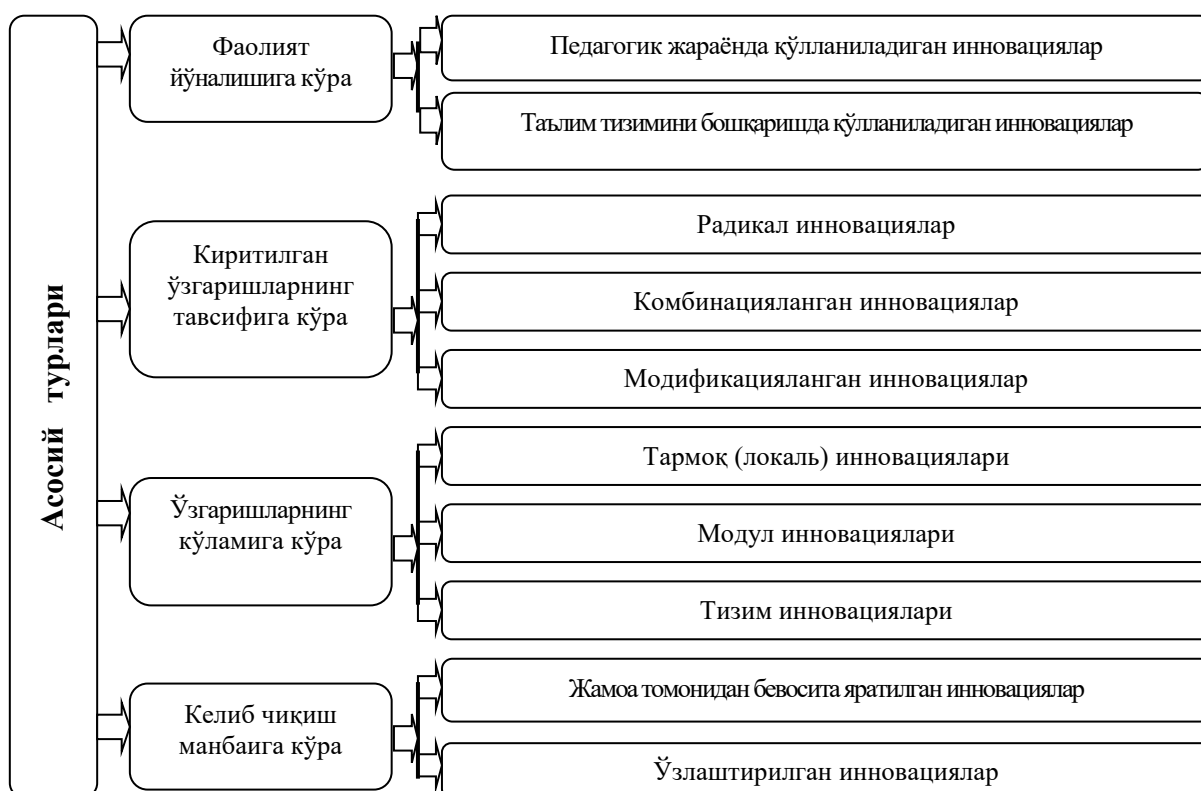 Асосий турлари
Фаолият
йўналишига кўра
Педагогик жараёнда қўлланиладиган инновациялар
Таълим тизимини бошқаришда қўлланиладиган инновациялар
Киритилган
ўзгаришларнинг
тавсифига кўра
Радикал инновациялар
Комбинацияланган инновациялар
Модификацияланган инновациялар
Ўзгаришларнинг
кўламига кўра
Тармоқ (локаль) инновациялари
Модул инновациялари
Тизим инновациялари
Келиб чиқиш
манбаига кўра
Жамоа томонидан бевосита яратилган инновациялар
Ўзлаштирилган инновациялар